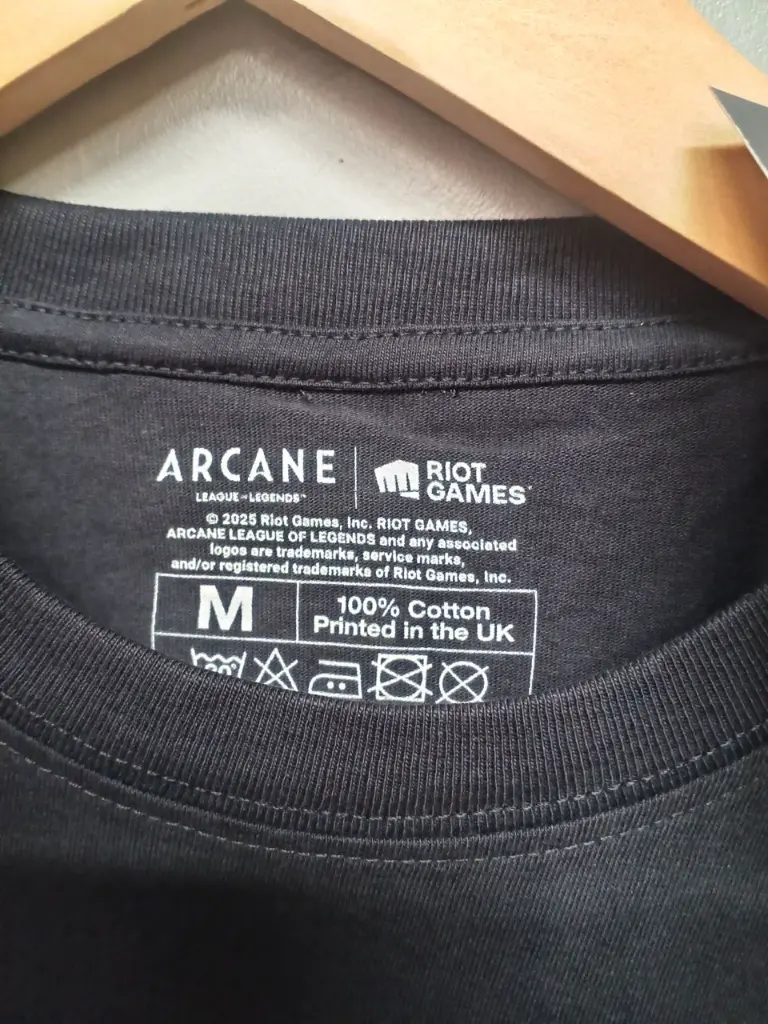 ARCANE
LEAGUE OF LEGENDS™
RIOT
GAMES
© 2025 Riot Games, Inc. RIOT GAMES,
ARCANE LEAGUE OF LEGENDS and any associated
logos are trademarks, service marks,
and/or registered trademarks of Riot Games, Inc.
M
100% Cotton
Printed in the UK